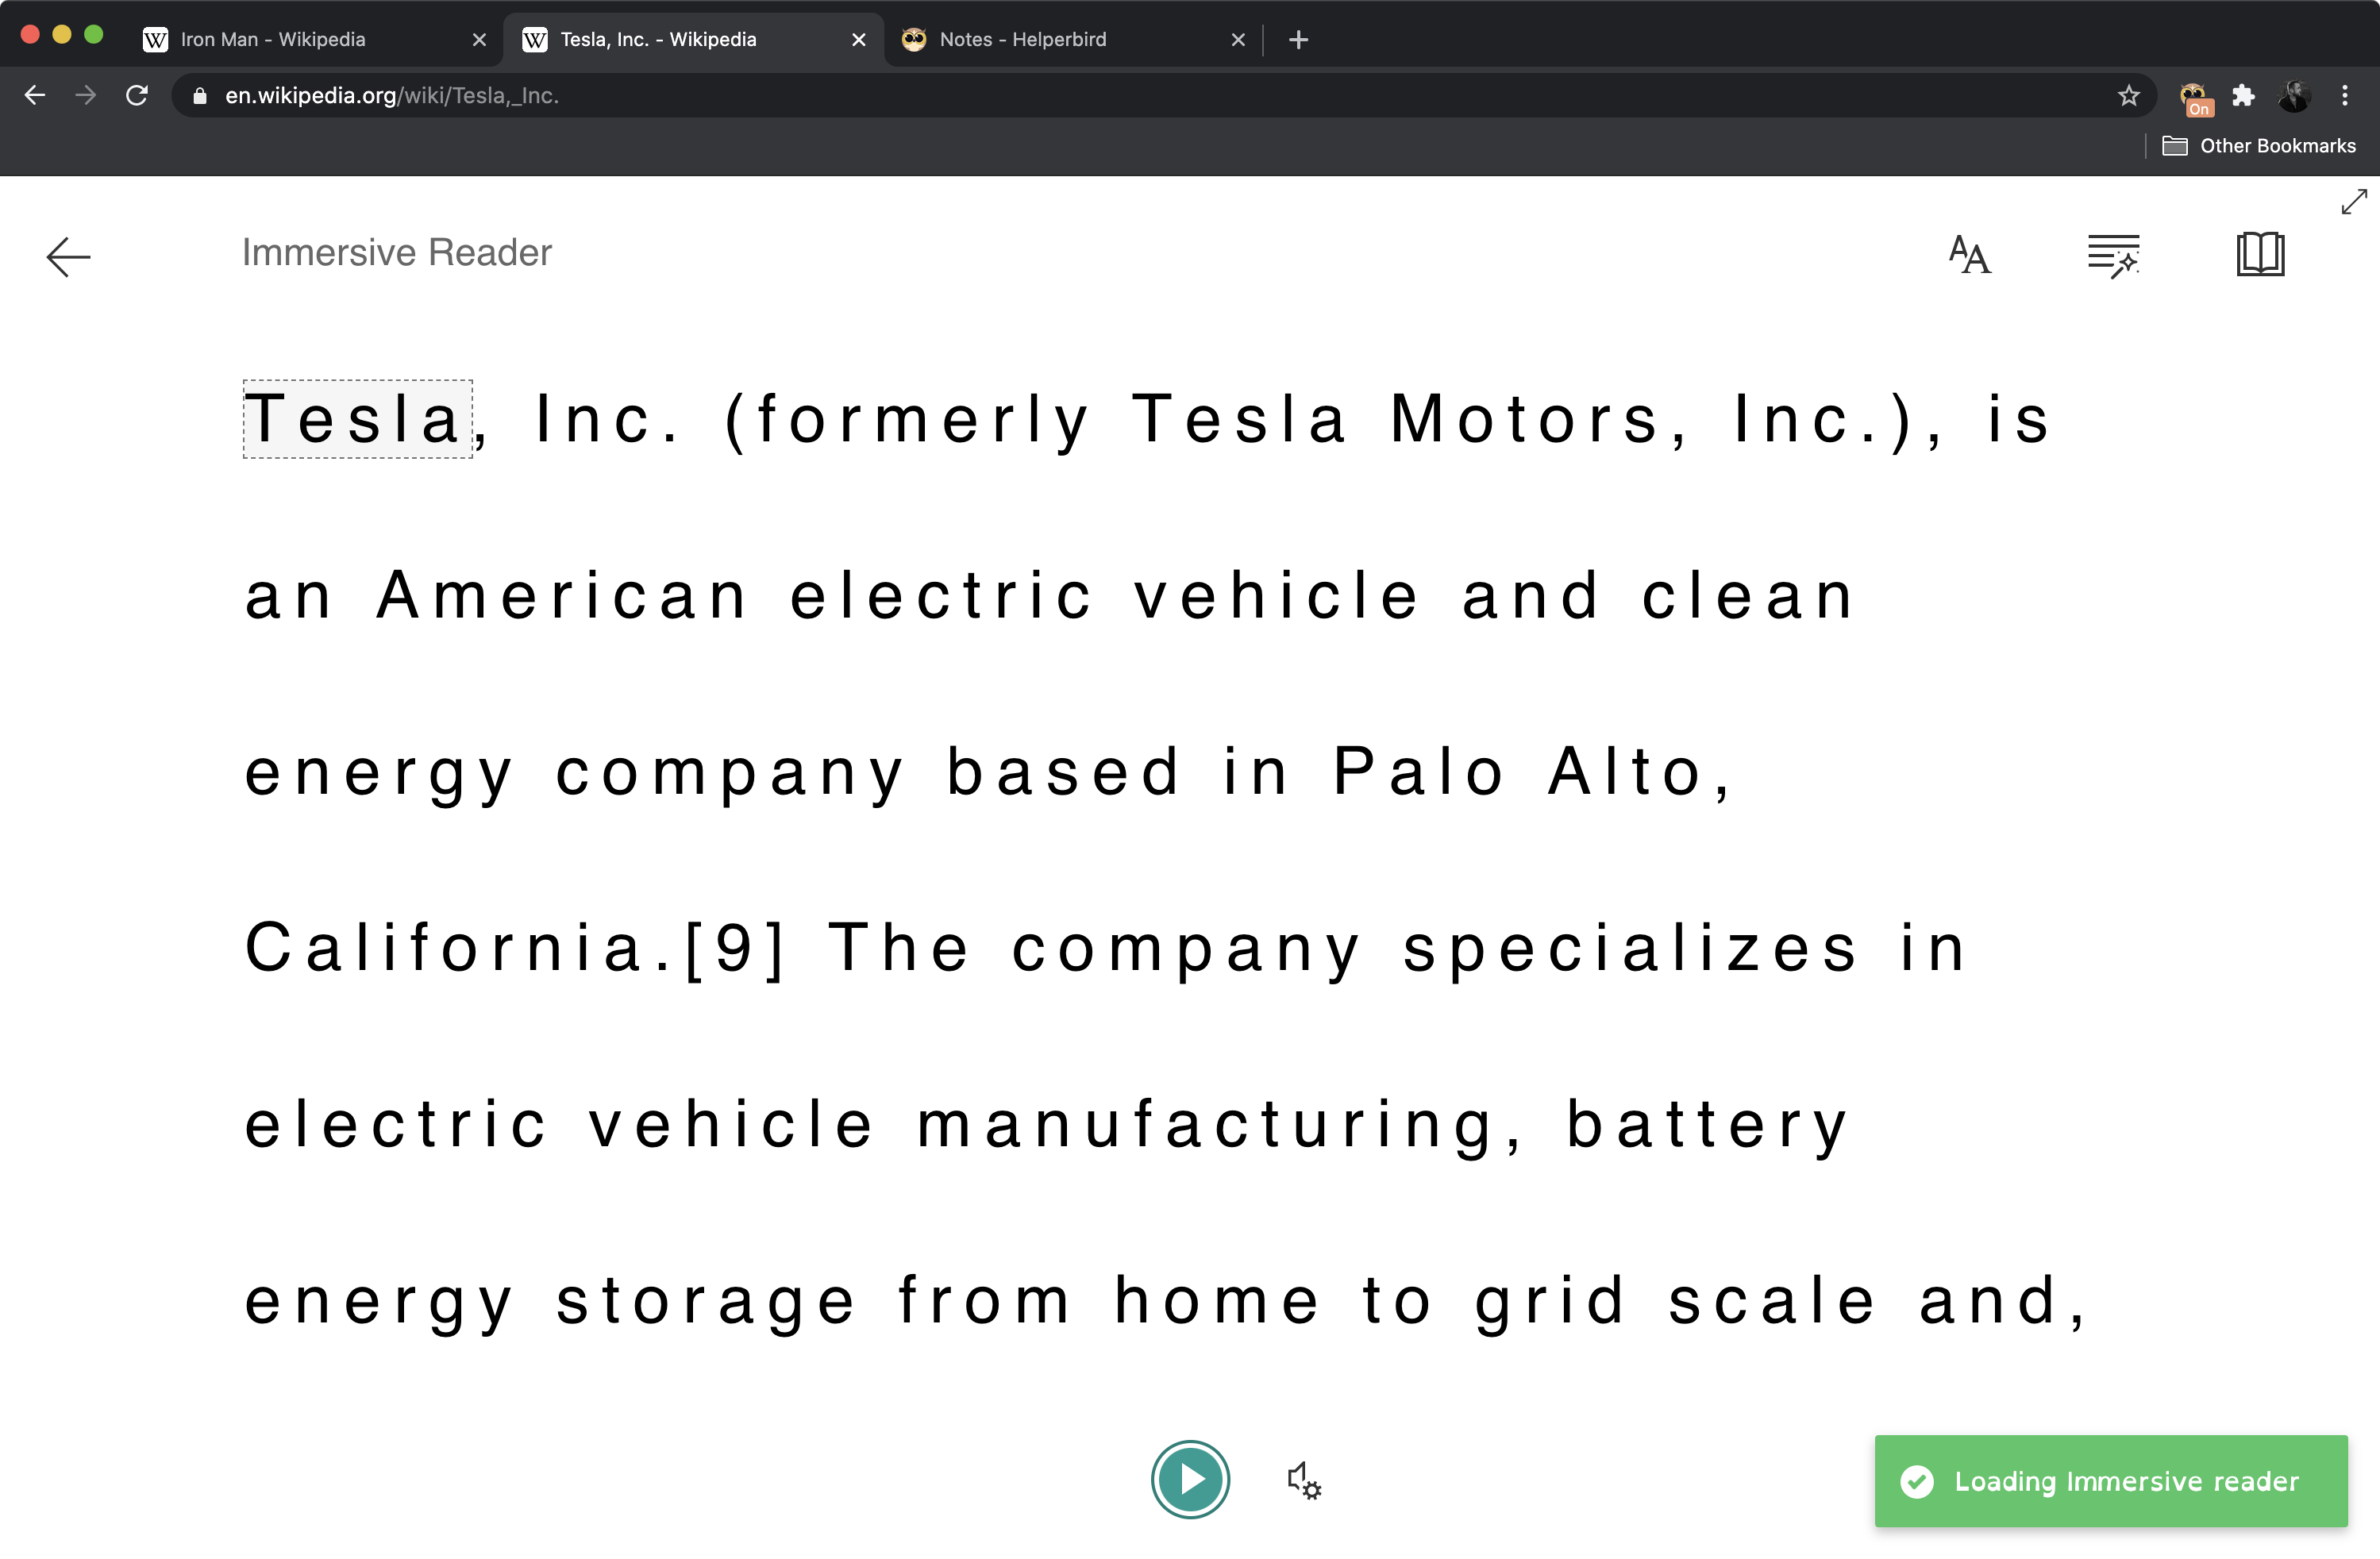 Iron Man - Wikipedia
Tesla, Inc. - Wikipedia
Notes - Helperbird
en.wikipedia.org/wiki/Tesla,_Inc.
On
Other Bookmarks
Immersive Reader
Tesla, Inc. (formerly Tesla Motors, Inc.), is
an American electric vehicle and clean
energy company based in Palo Alto,
California.[9] The company specializes in
electric vehicle manufacturing, battery
energy storage from home to grid scale and,
Loading Immersive reader